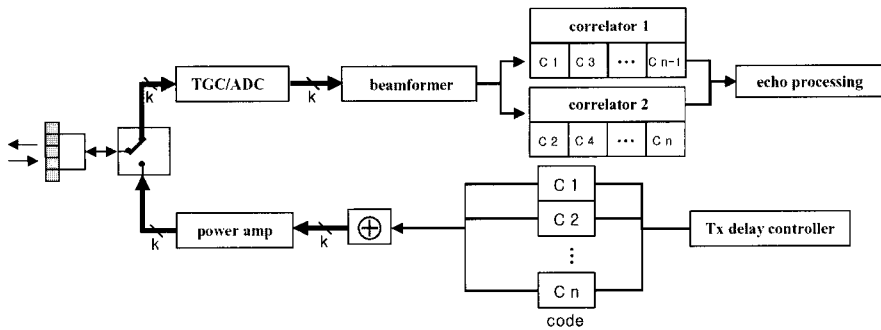 correlator 1
C 1 C 3 ··· C n-1
TGC/ADC
beamformer
echo processing
k
k
correlator 2
C 2 C 4 ··· C n
C 1
C 2
power amp
Tx delay controller
k
k
⋮
C n
code